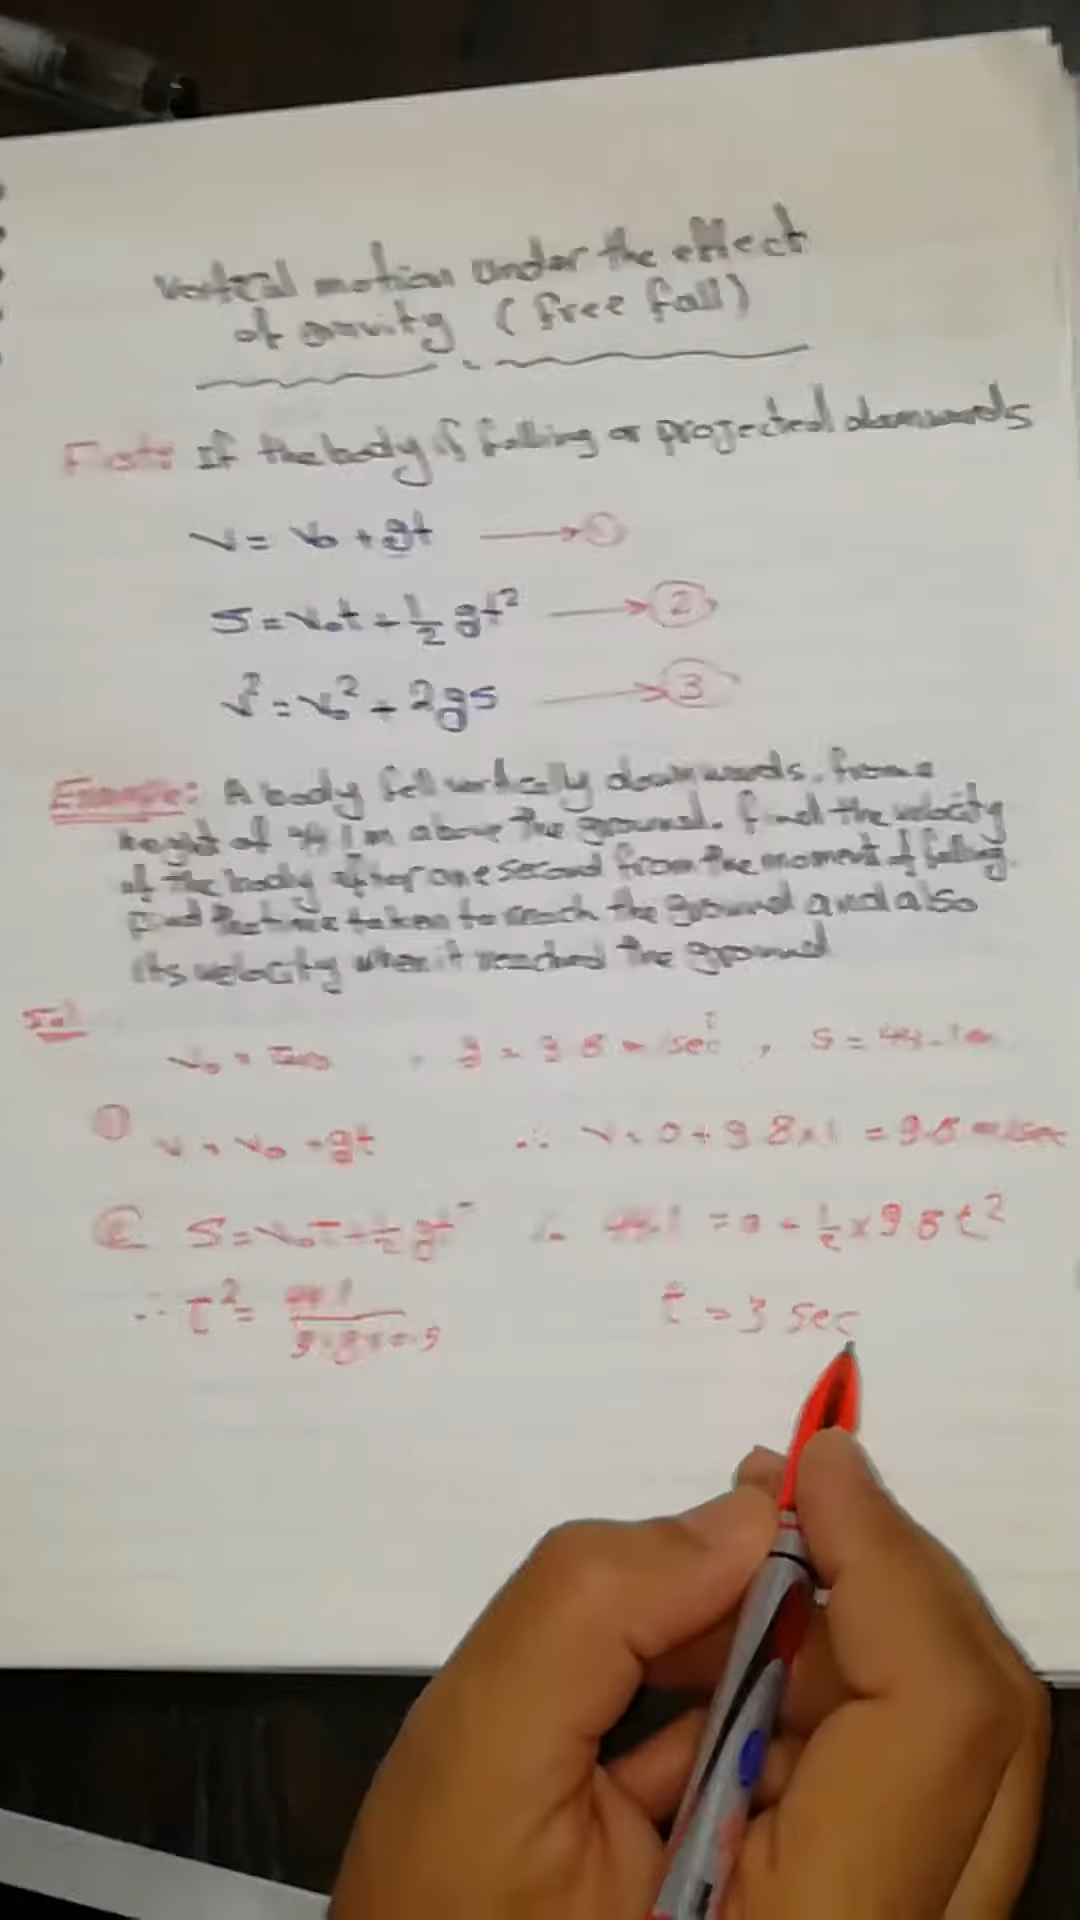 Vertical motion under the effect
of gravity (free fall)
First: If the body is falling or projected downwards
V = V₀ + gt → 1
S = V₀t + 1/2 gt² → 2
V² = V₀² + 2gs → 3
Example: A body fell vertically downwards, from a
height of 44.1m above the ground. find the velocity
of the body after one second from the moment of falling.
Find the time taken to reach the ground and also
its velocity when it reached the ground
Sol
V₀ = zero , g = 9.8 m/sec² , S = 44.1m
① V = V₀ + gt ∴ V = 0 + 9.8×1 = 9.8 m/sec
② S = V₀t + 1/2 gt² ∴ 44.1 = 0 + 1/2 × 9.8 t²
∴ t² = 44.1 / 9.8×0.5 t = 3 sec